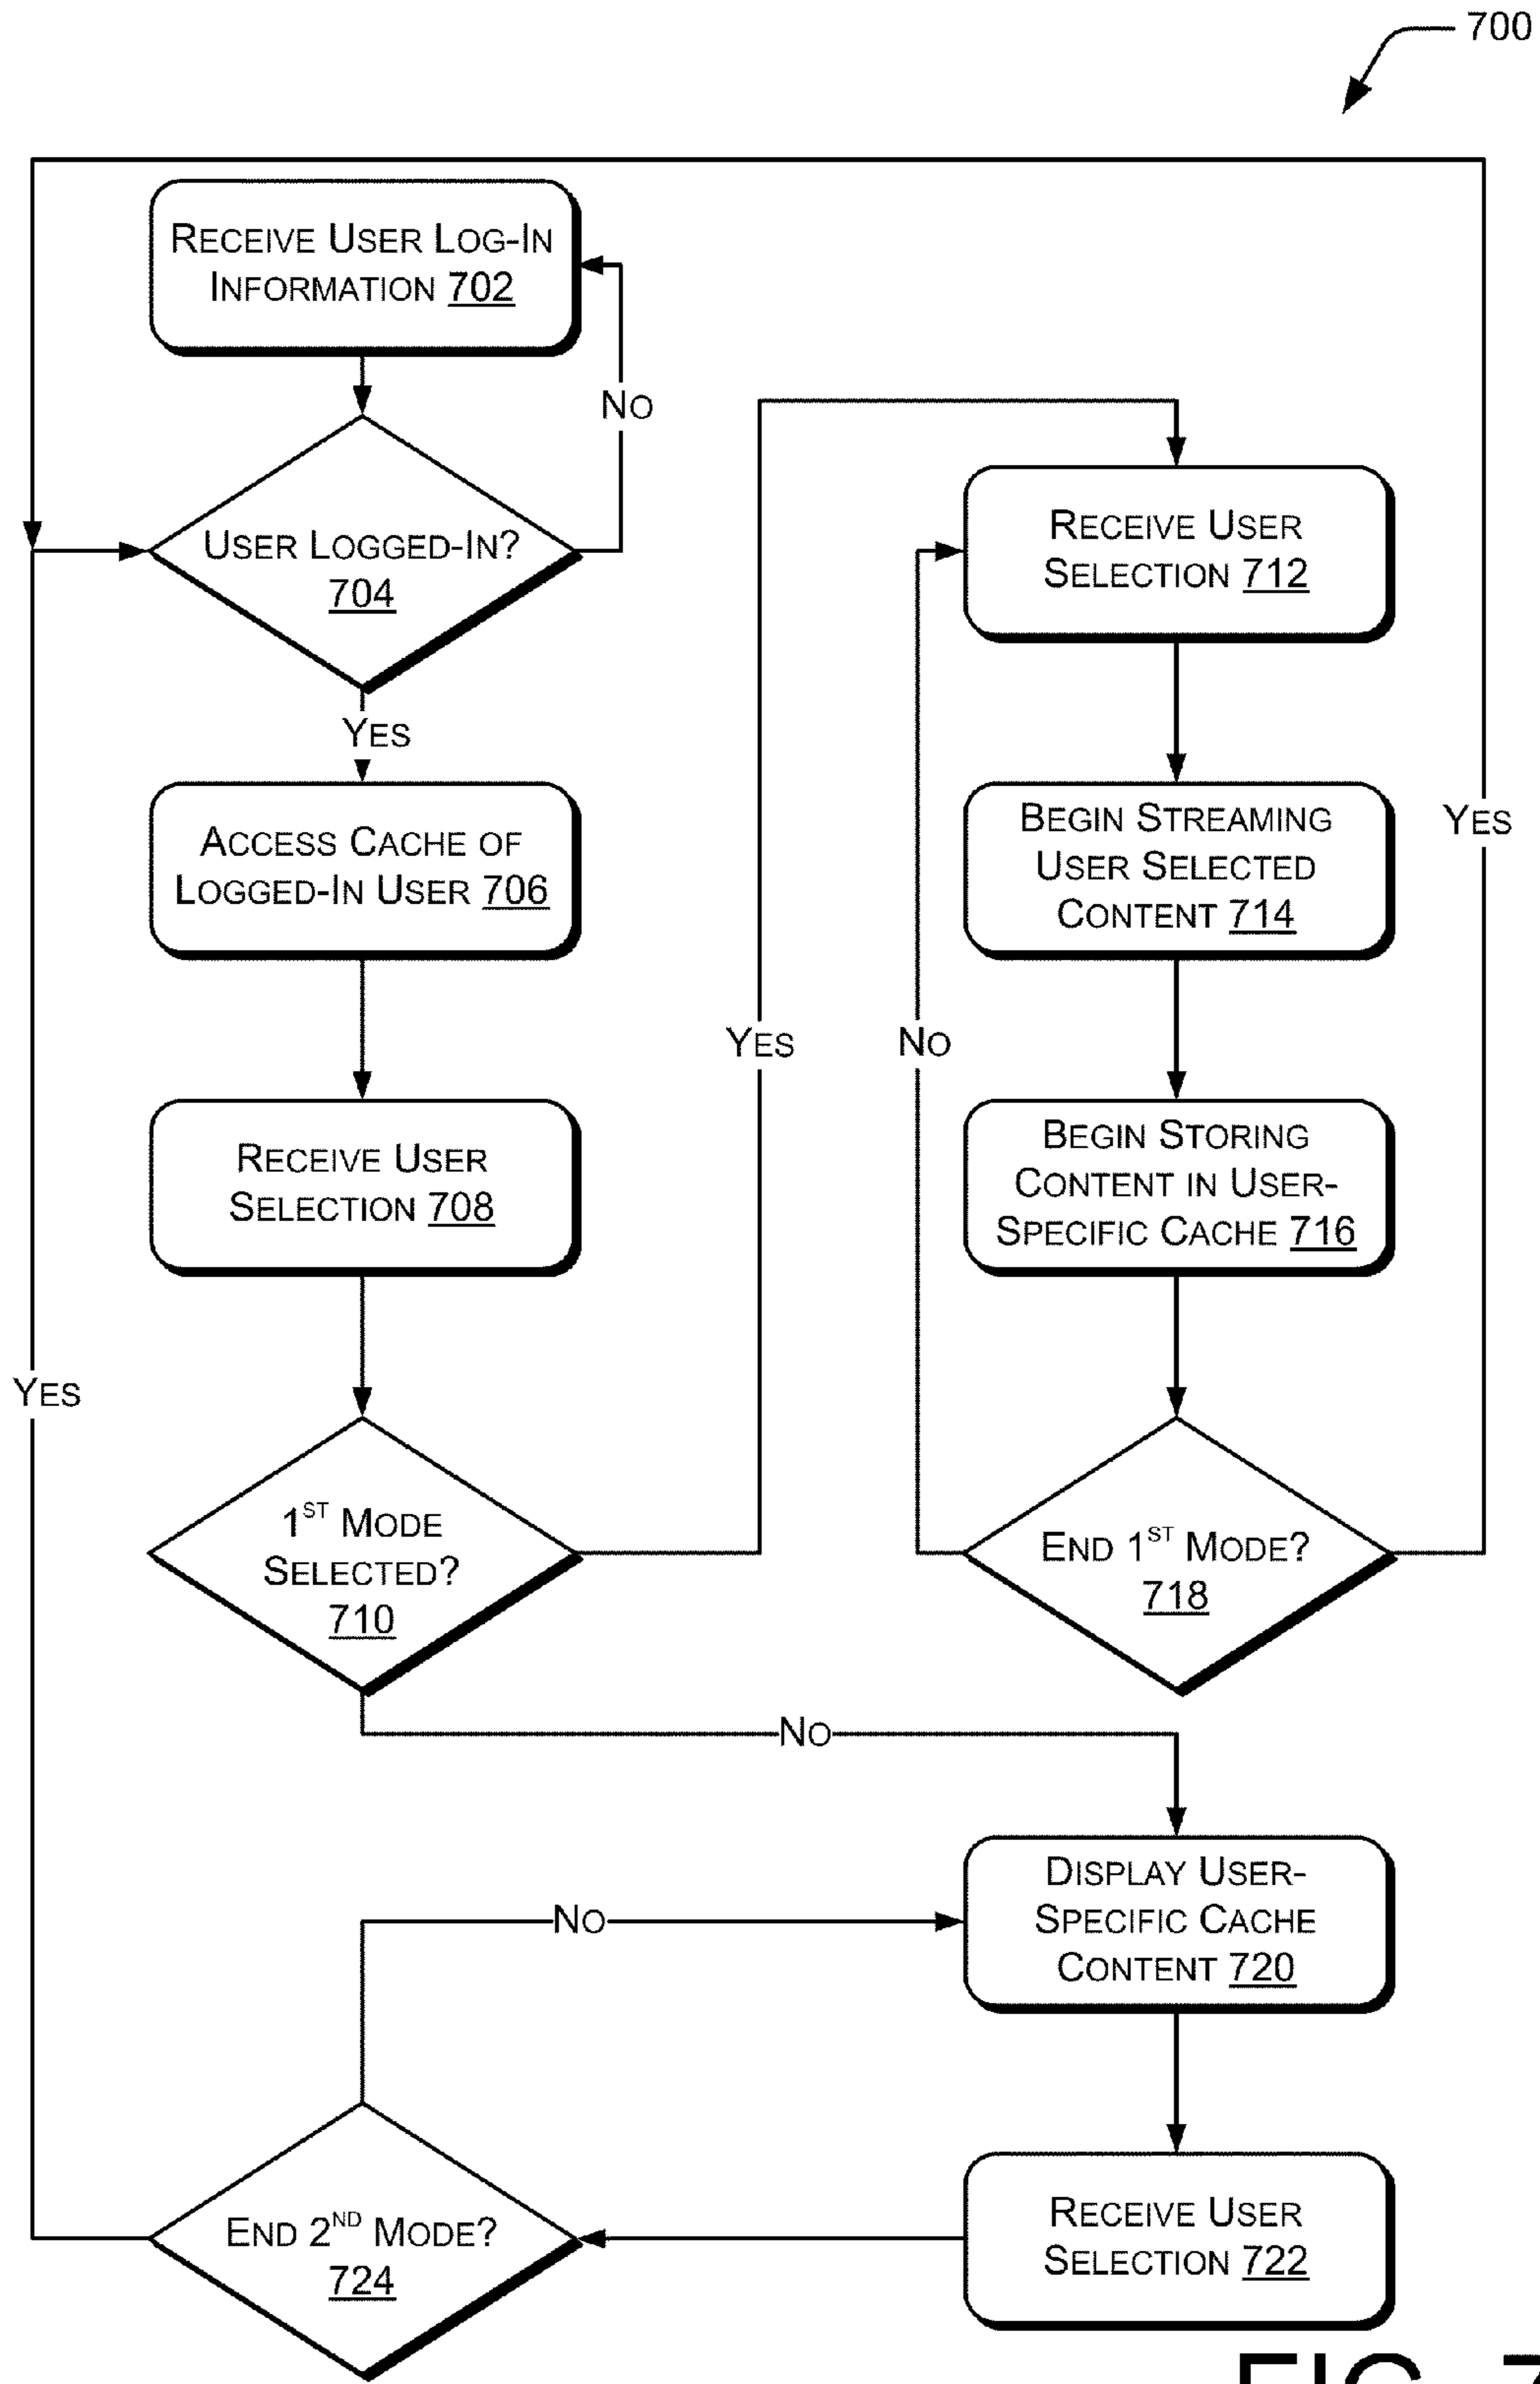 700
RECEIVE USER LOG-IN
INFORMATION 702
NO
USER LOGGED-IN?
704
YES
ACCESS CACHE OF
LOGGED-IN USER 706
RECEIVE USER
SELECTION 708
1ST MODE
SELECTED?
710
YES
NO
RECEIVE USER
SELECTION 712
BEGIN STREAMING
USER SELECTED
CONTENT 714
BEGIN STORING
CONTENT IN USER-
SPECIFIC CACHE 716
END 1ST MODE?
718
NO
YES
DISPLAY USER-
SPECIFIC CACHE
CONTENT 720
RECEIVE USER
SELECTION 722
END 2ND MODE?
724
NO
YES
FIG. 7